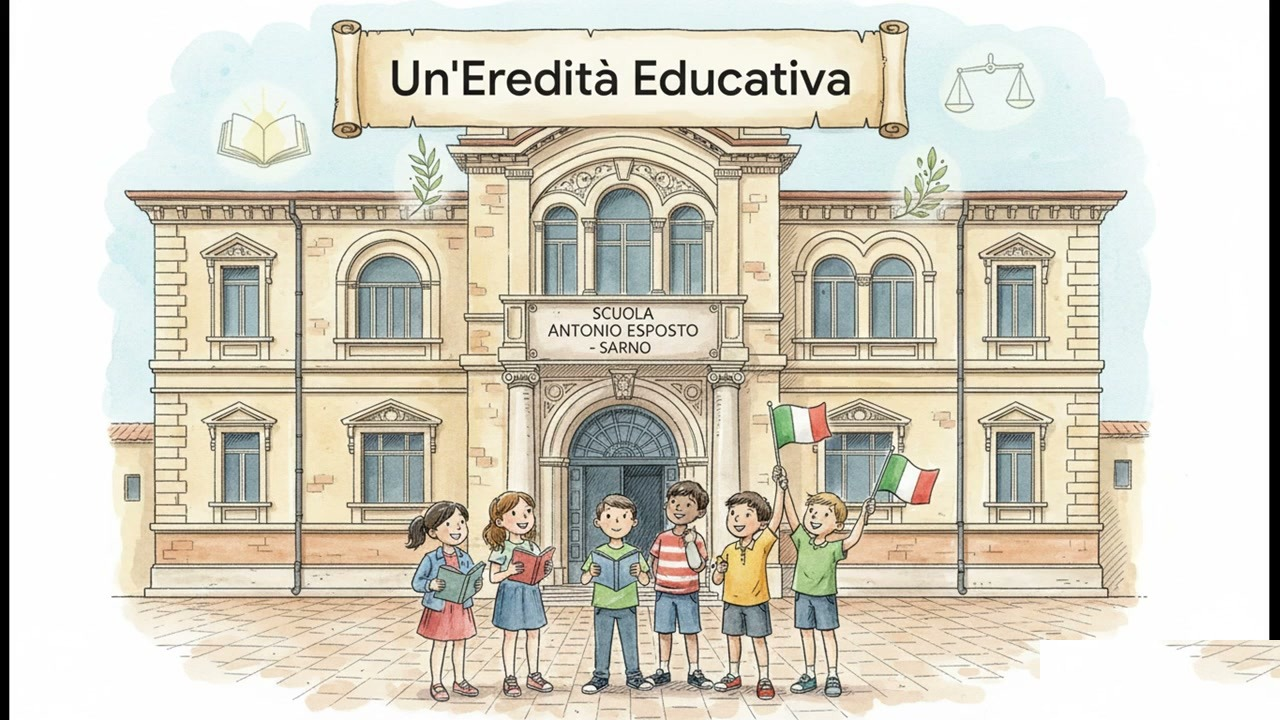 Un'Eredità Educativa
SCUOLA
ANTONIO ESPOSTO
- SARNO